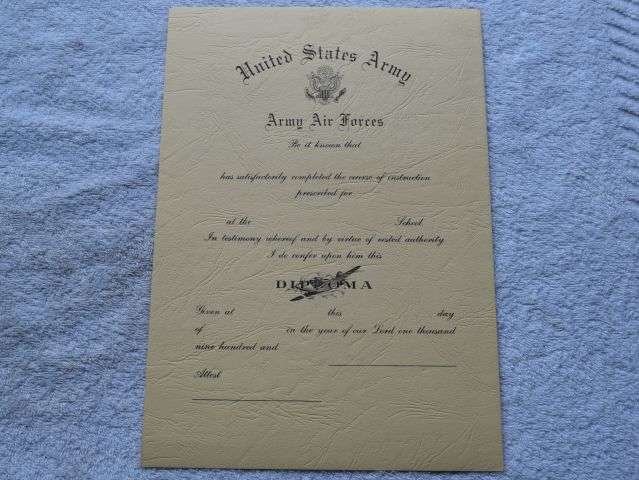 United States Army
Army Air Forces
Be it known that
has satisfactorily completed the course of instruction
prescribed for
at the School
In testimony whereof and by virtue of vested authority
I do confer upon him this
DIPLOMA
Given at this day
of in the year of our Lord one thousand
nine hundred and
Attest